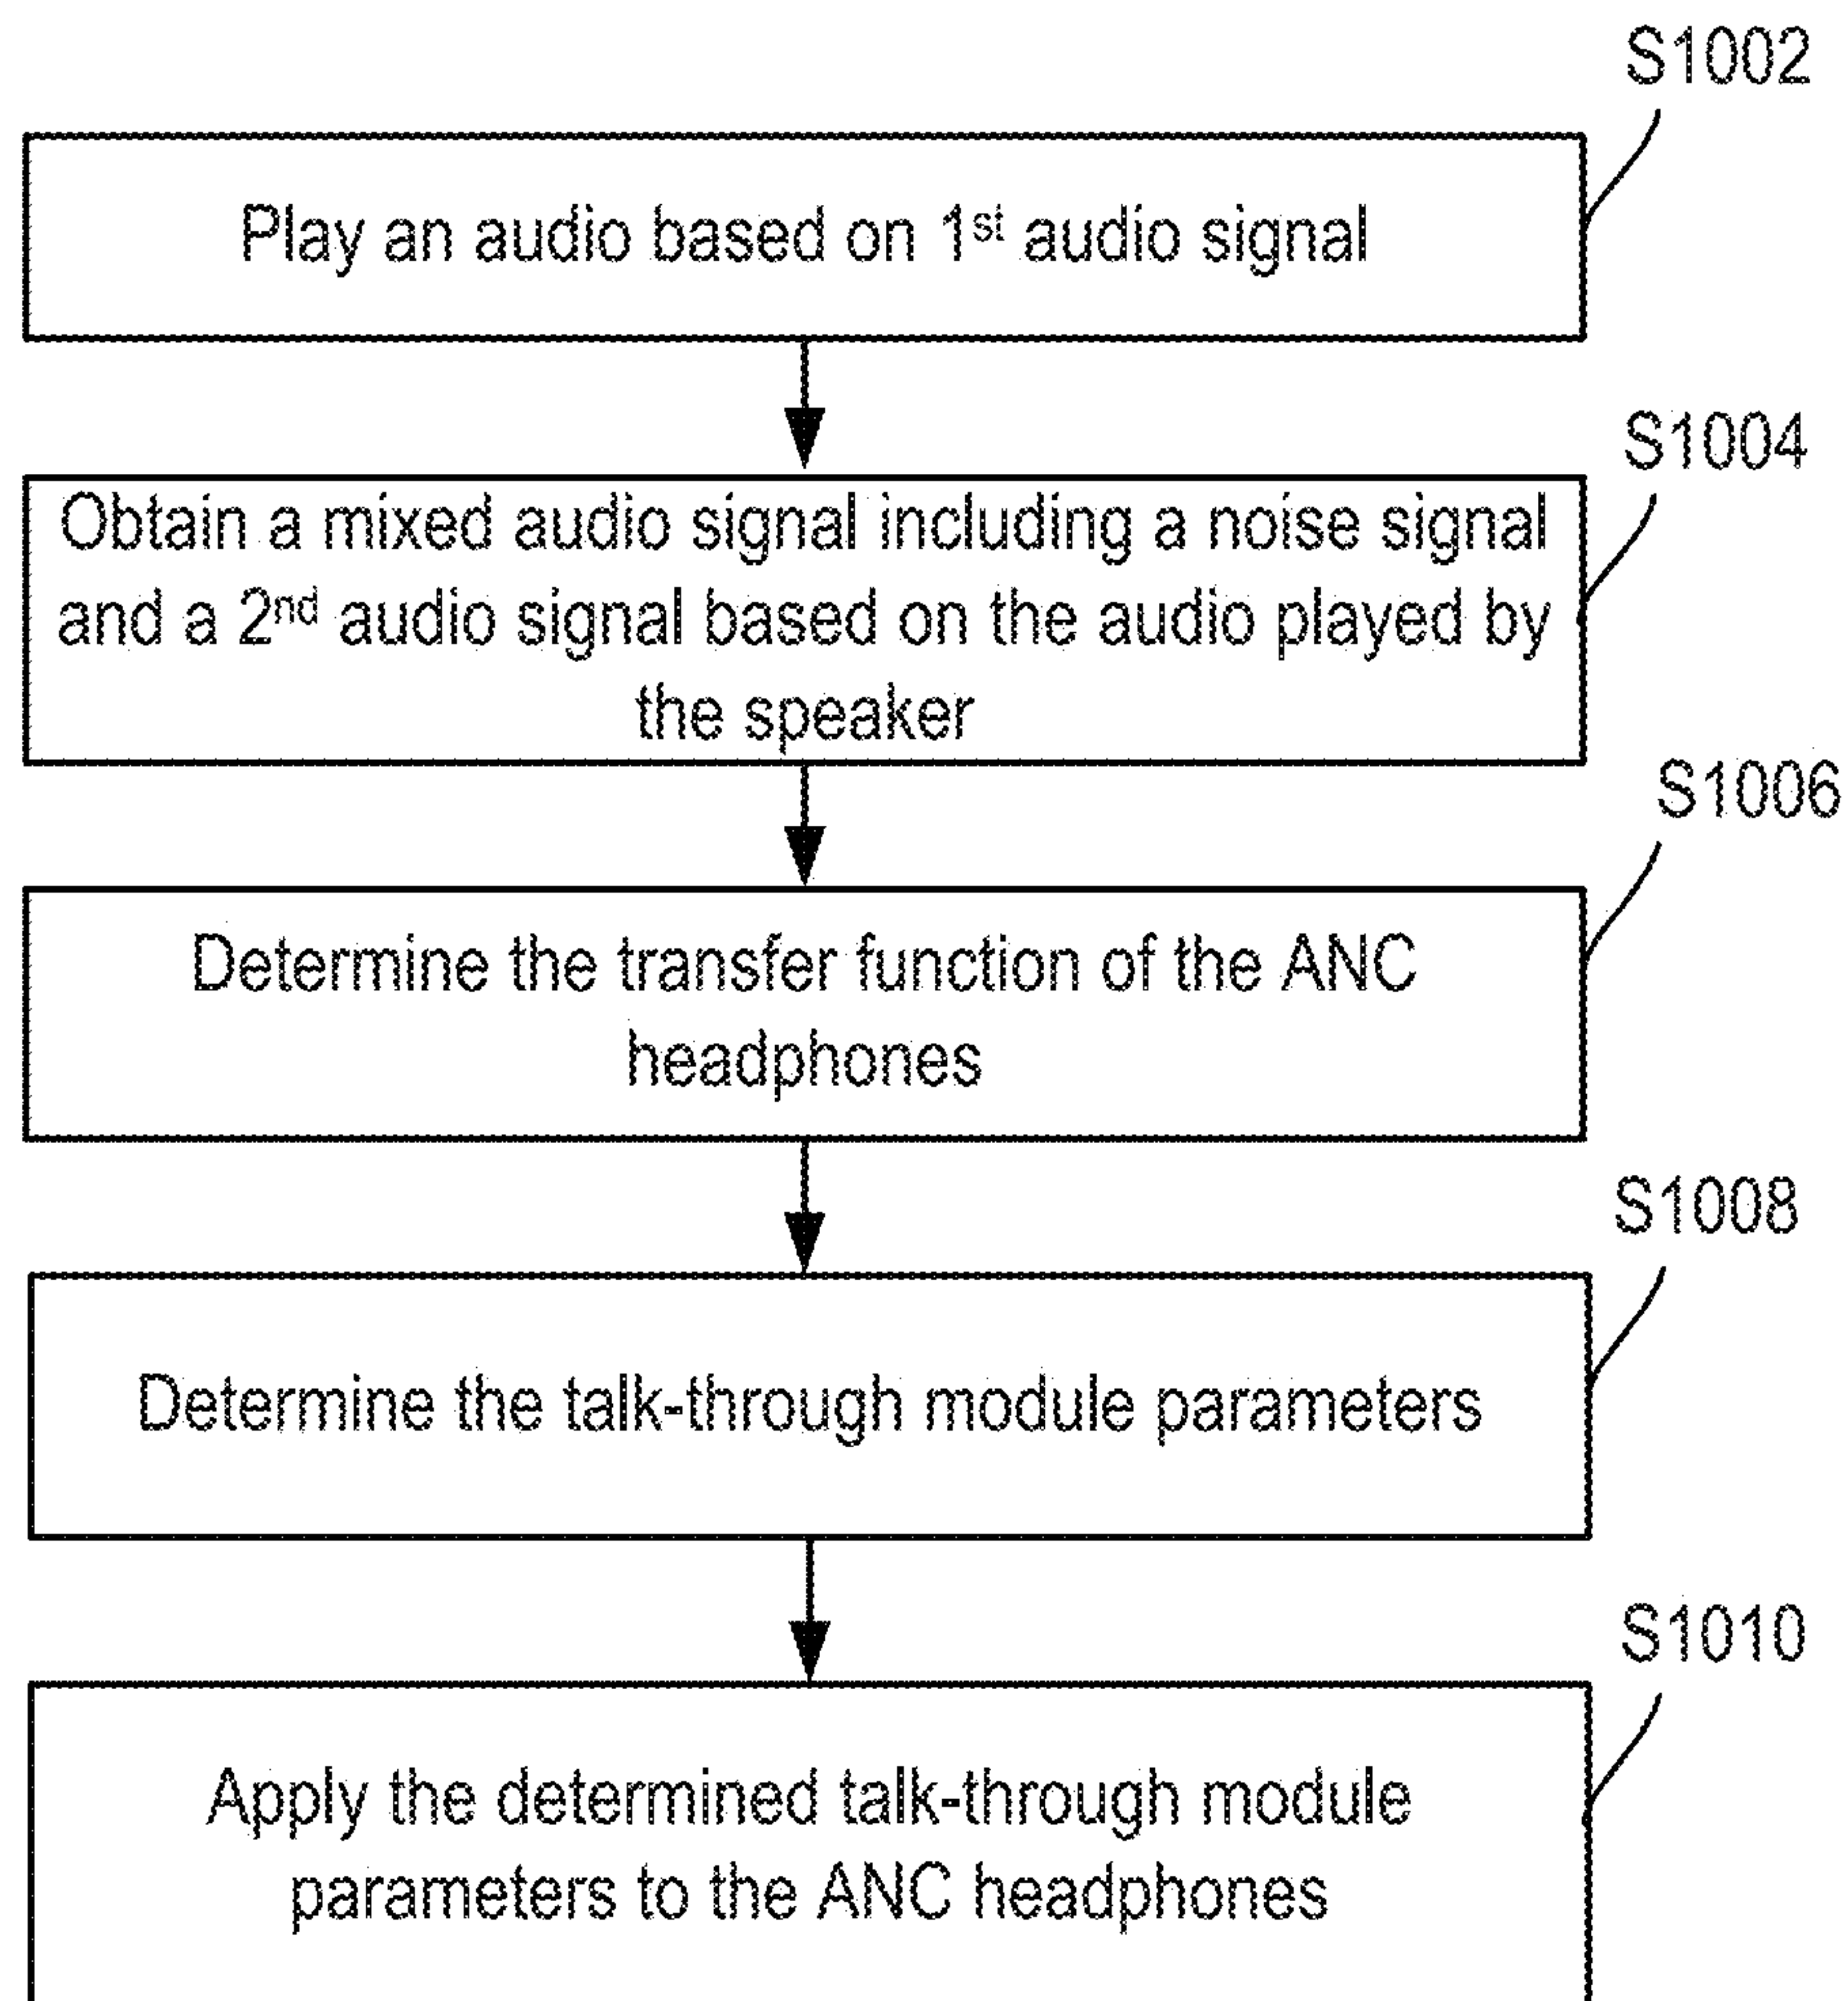 S1002
Play an audio based on 1st audio signal
S1004
Obtain a mixed audio signal including a noise signal
and a 2nd audio signal based on the audio played by
the speaker
S1006
Determine the transfer function of the ANC
headphones
S1008
Determine the talk-through module parameters
S1010
Apply the determined talk-through module
parameters to the ANC headphones